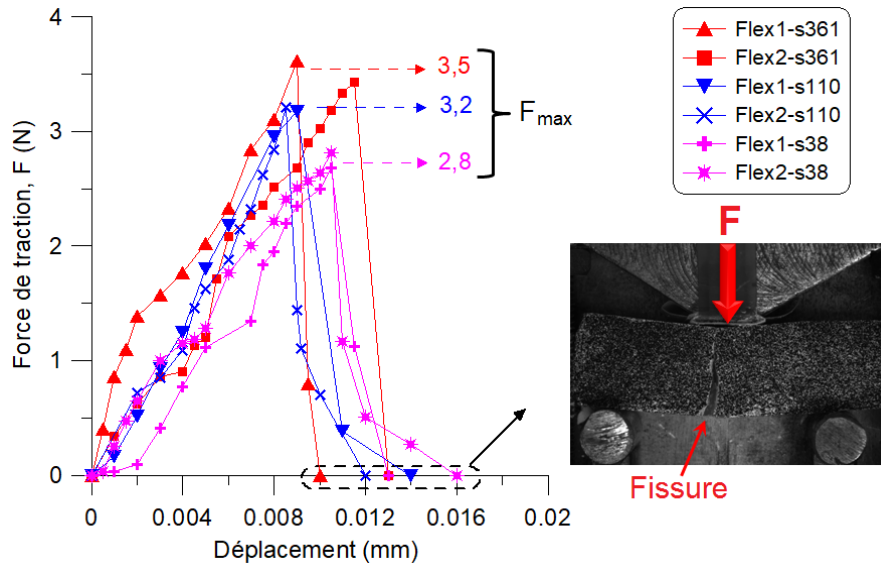 4
3
2
1
0
Force de traction, F (N)
0
0,004
0,008
0,012
0,016
0,02
Déplacement (mm)
3,5
3,2
2,8
Fmax
Flex1-s361
Flex2-s361
Flex1-s110
Flex2-s110
Flex1-s38
Flex2-s38
F
Fissure